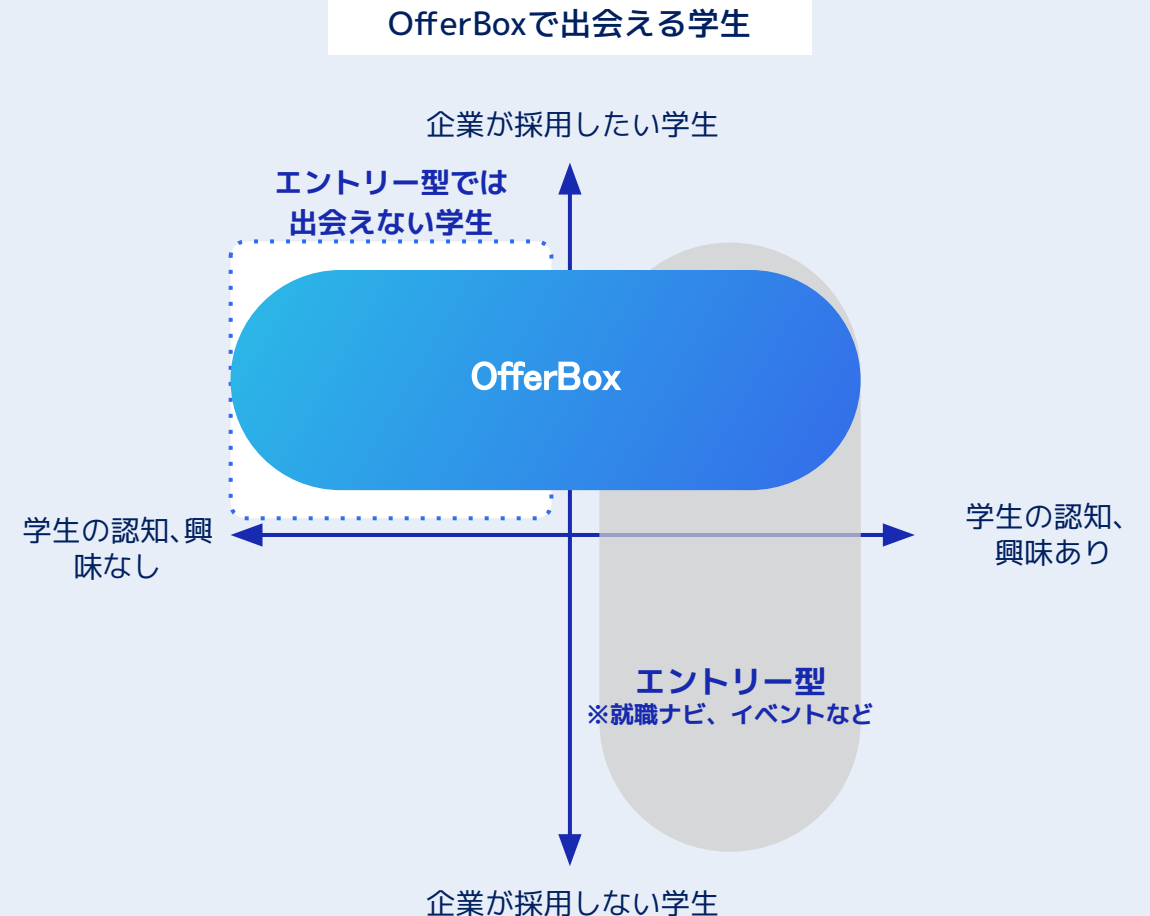 OfferBoxで出会える学生
企業が採用したい学生
エントリー型では
出会えない学生
OfferBox
学生の認知、興
味なし
学生の認知、
興味あり
エントリー型
※就職ナビ、イベントなど
企業が採用しない学生